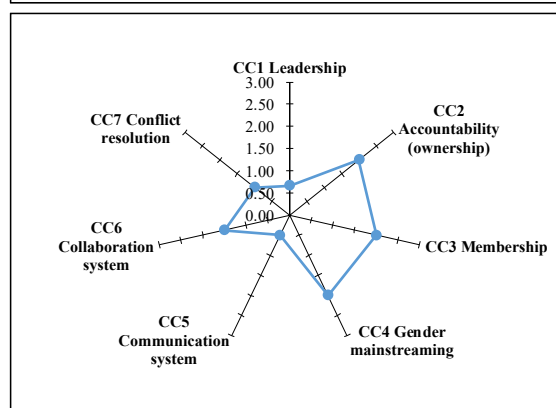 CC1 Leadership
3.00
2.50
2.00
1.50
1.00
0.50
0.00
CC2
Accountability
(ownership)
CC3 Membership
CC4 Gender
mainstreaming
CC5
Communication
system
CC6
Collaboration
system
CC7 Conflict
resolution